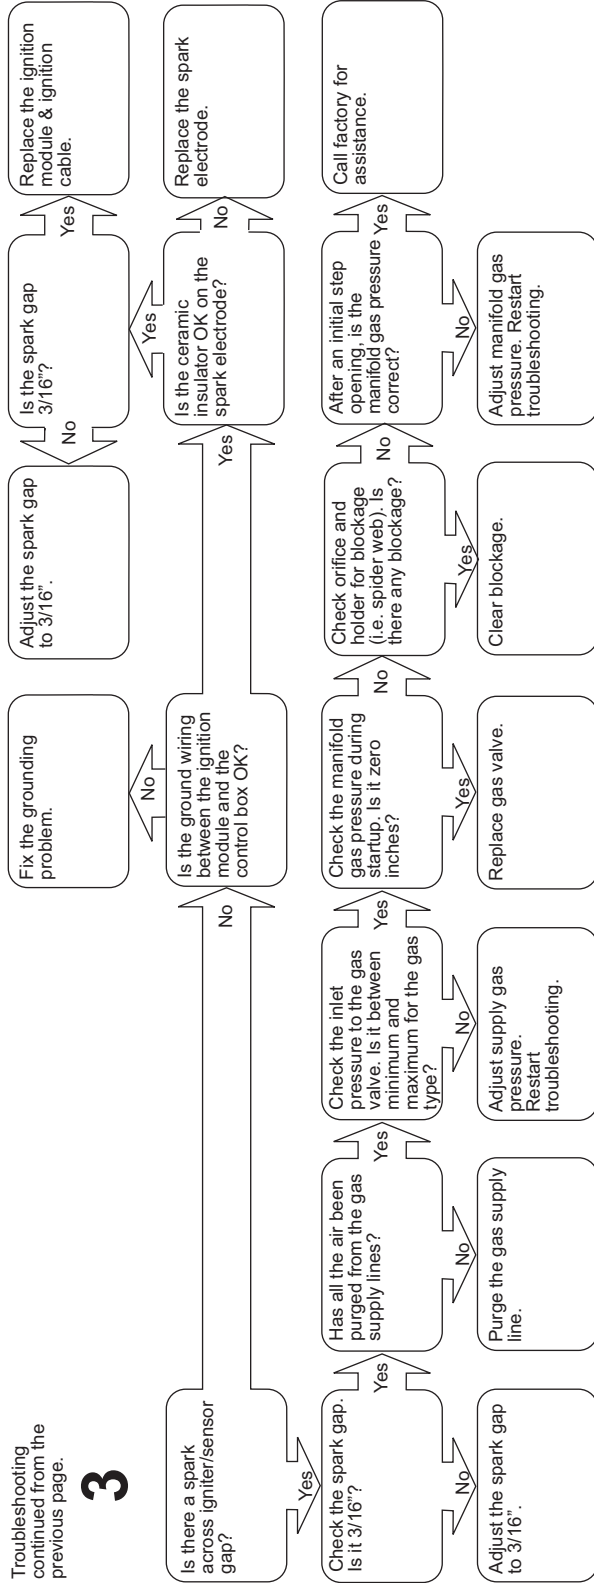 Troubleshooting
continued from the
previous page.
3
Is there a spark
across igniter/sensor
gap?
No
Yes
Is the ground wiring
between the ignition
module and the
control box OK?
No
Fix the grounding
problem.
Yes
Is the ceramic
insulator OK on the
spark electrode?
No
Replace the spark
electrode.
Yes
Is the spark gap
3/16"?
No
Adjust the spark gap
to 3/16".
Yes
Replace the ignition
module & ignition
cable.
Check the spark gap.
Is it 3/16"?
No
Adjust the spark gap
to 3/16".
Yes
Has all the air been
purged from the gas
supply lines?
No
Purge the gas supply
line.
Yes
Check the inlet
pressure to the gas
valve. Is it between
minimum and
maximum for the gas
type?
No
Adjust supply gas
pressure.
Restart
troubleshooting.
Yes
Check the manifold
gas pressure during
startup. Is it zero
inches?
Yes
Replace gas valve.
No
Check orifice and
holder for blockage
(i.e. spider web). Is
there any blockage?
Yes
Clear blockage.
No
After an initial step
opening, is the
manifold gas pressure
correct?
No
Adjust manifold gas
pressure. Restart
troubleshooting.
Yes
Call factory for
assistance.